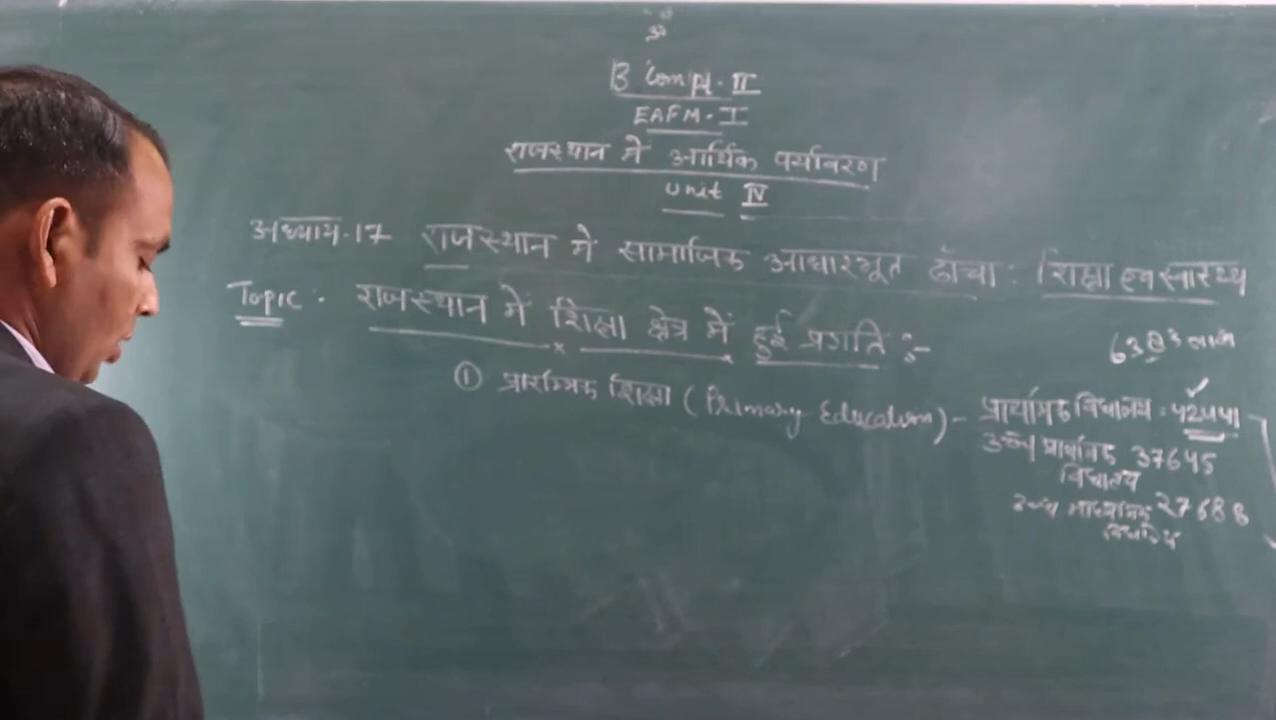 ॐ
B Com Pt. II
EAFM - I
राजस्थान में आर्थिक पर्यावरण
Unit IV
अध्याय-17 राजस्थान में सामाजिक आधारभूत ढाँचा : शिक्षा एवं स्वास्थ्य
Topic : राजस्थान में शिक्षा क्षेत्र में हुई प्रगति :-
लाख
① प्रारम्भिक शिक्षा (Primary Education) - प्राथमिक विद्यालय : 42441
उच्च प्राथमिक 37645
विद्यालय
उच्च माध्यमिक 27688